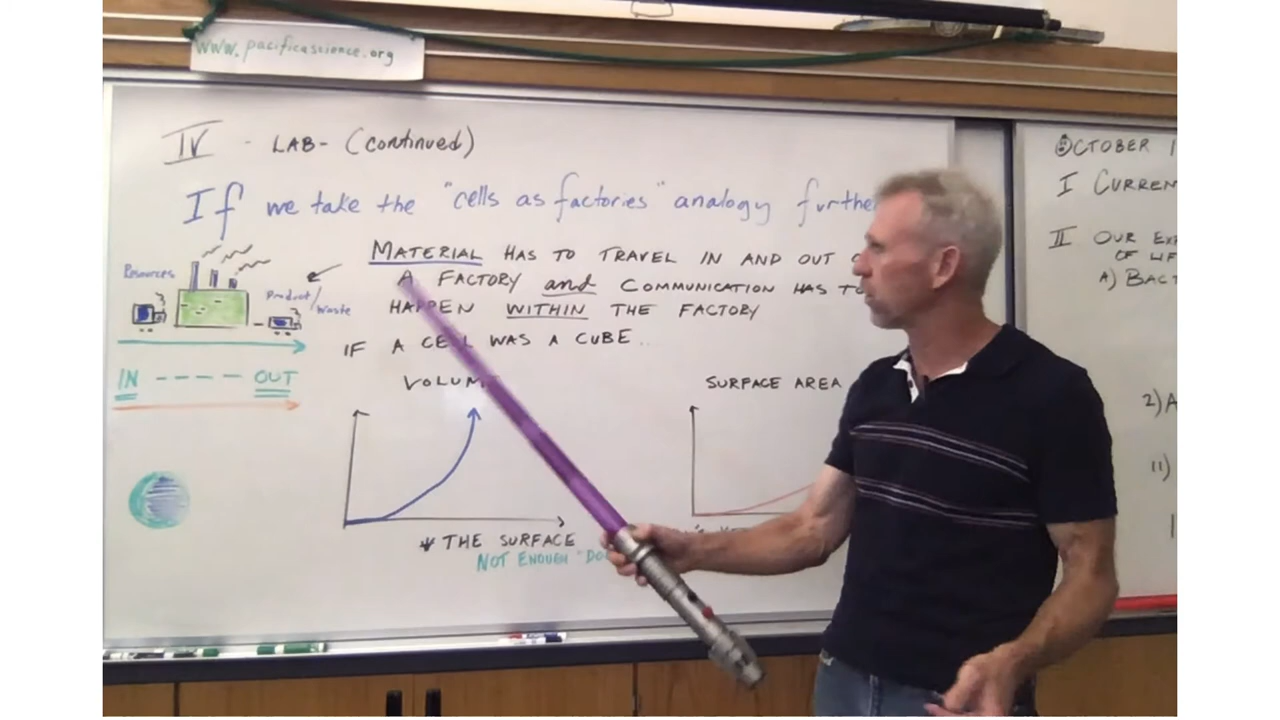 www.pacificascience.org
IV - LAB - (continued)
If we take the "cells as factories" analogy further
MATERIAL HAS TO TRAVEL IN AND OUT
A FACTORY and COMMUNICATION HAS TO
HAPPEN WITHIN THE FACTORY
IF A CELL WAS A CUBE..
Resources
Product/
Waste
IN ---- OUT
VOLUME
SURFACE AREA
THE SURFACE
NOT ENOUGH
OCTOBER 1
I CURREN
II OUR EX
OF
A) BACT
2) A
11)